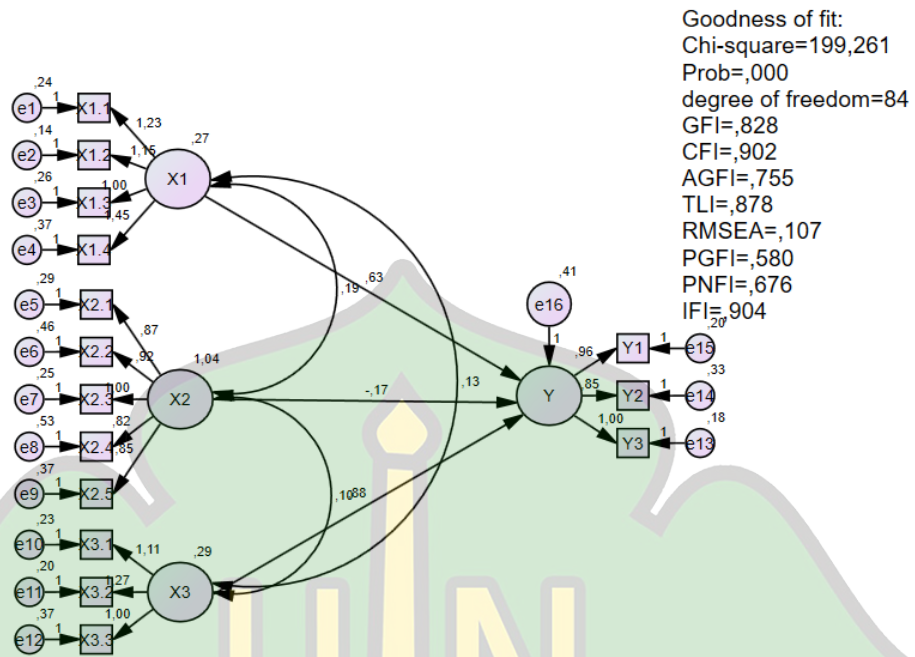 Goodness of fit:
Chi-square=199,261
Prob=,000
degree of freedom=84
GFI=,828
CFI=,902
AGFI=,755
TLI=,878
RMSEA=,107
PGFI=,580
PNFI=,676
IFI=,904
,24
e1 1 X1.1 1,23
,14
e2 1 X1.2 1,15
,26
e3 1 X1.3 1,00
,37
e4 1 X1.4 1,45
,27
X1
,29
e5 1 X2.1 ,87
,46
e6 1 X2.2 ,92
,25
e7 1 X2.3 1,00
,53
e8 1 X2.4 ,82
,37
e9 1 X2.5 ,85
1,04
X2
,23
e10 1 X3.1 1,11
,20
e11 1 X3.2 1,27
,37
e12 1 X3.3 1,00
,29
X3
,19 ,63
,13
-,17
,10 ,88
,41
e16
1
Y
,20
,96 Y1 1 e15
,33
,85 Y2 1 e14
,18
1,00 Y3 1 e13
UIN